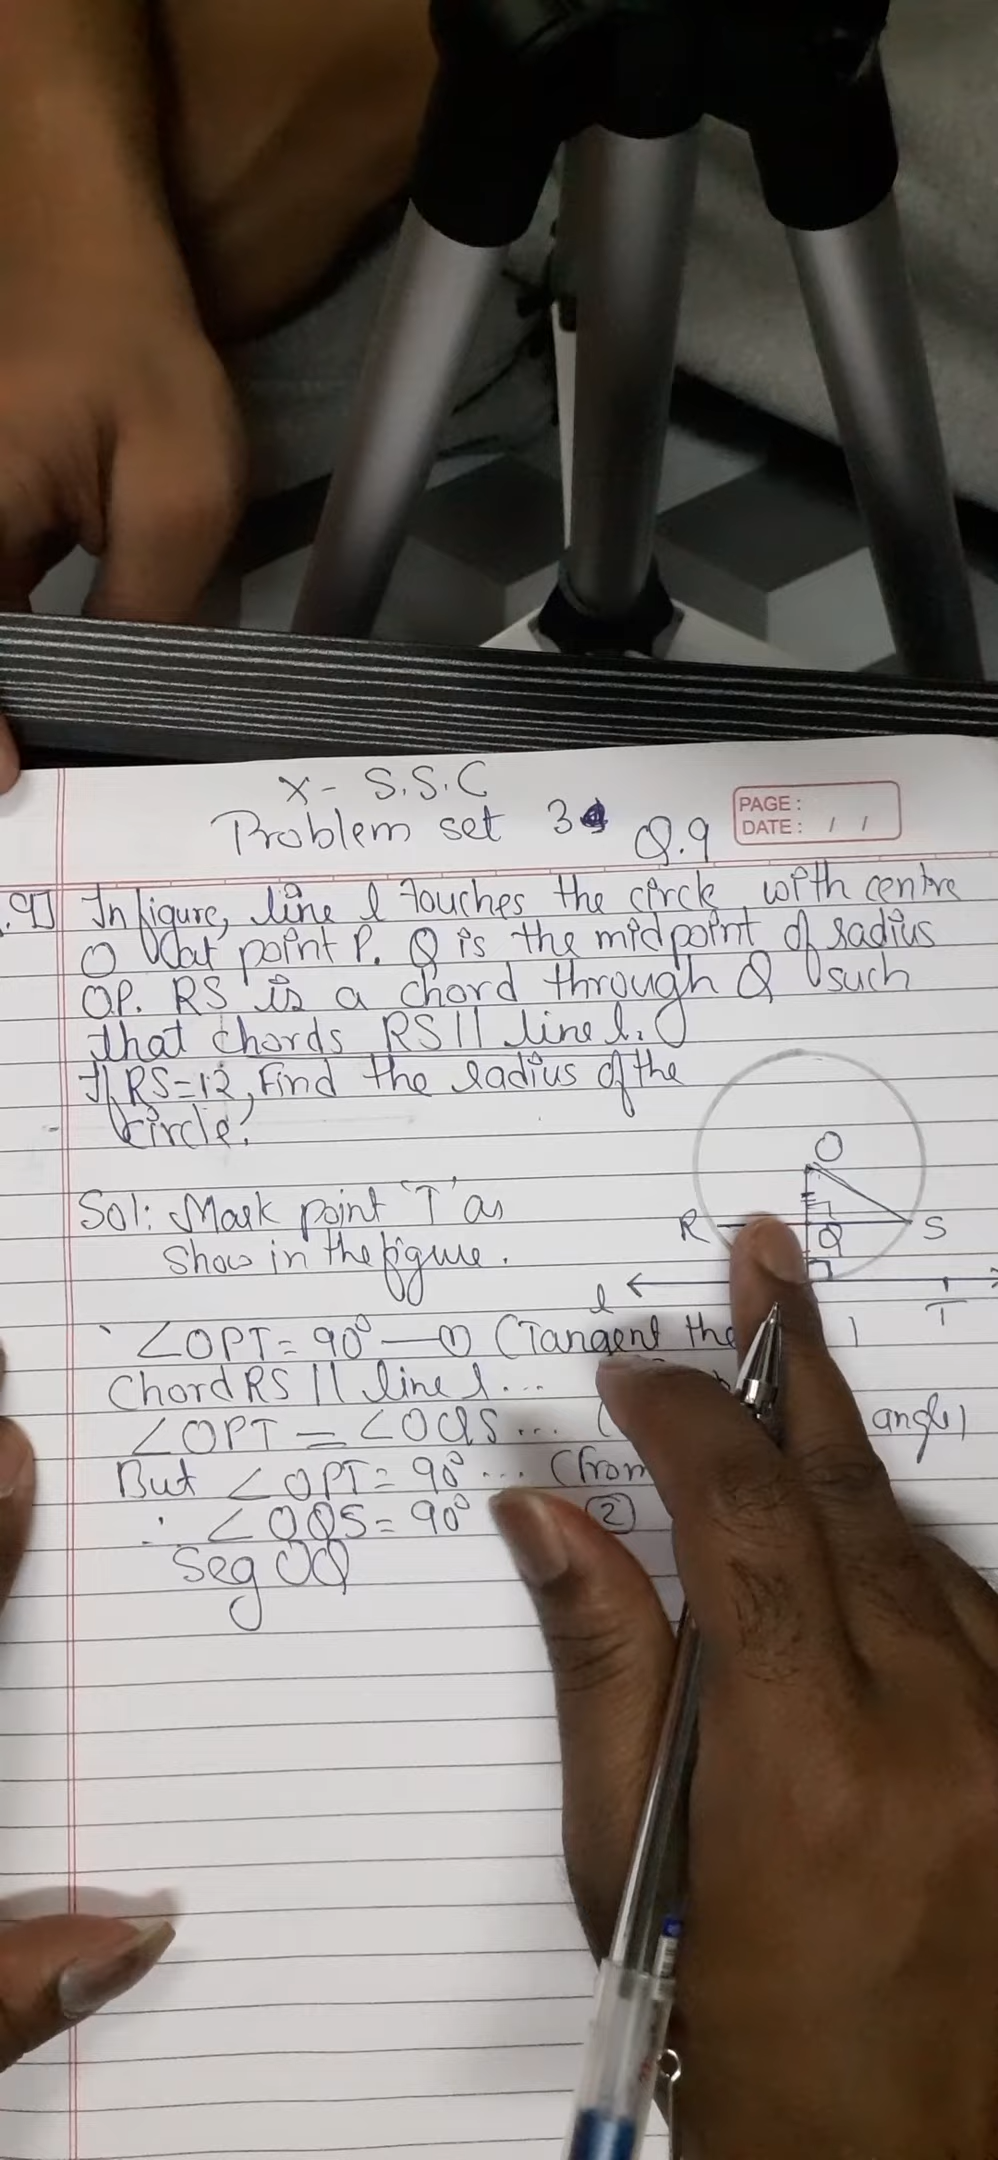 X- S.S.C
Problem set 3 Q.9
PAGE:
DATE: / /
.9] In figure, line l touches the circle with centre
O at point P. Q is the midpoint of radius
OP. RS is a chord through Q such
that chords RS || line l.
If RS=12, Find the radius of the
circle.
Sol: Mark point 'T' as
show in the figure.
O
R Q S
l T
∠OPT = 90° — ① (Tangent the
Chord RS || line l...
∠OPT = ∠OQS ... ( angle)
But ∠OPT = 90° ... (from
∴ ∠OQS = 90° ②
seg OQ